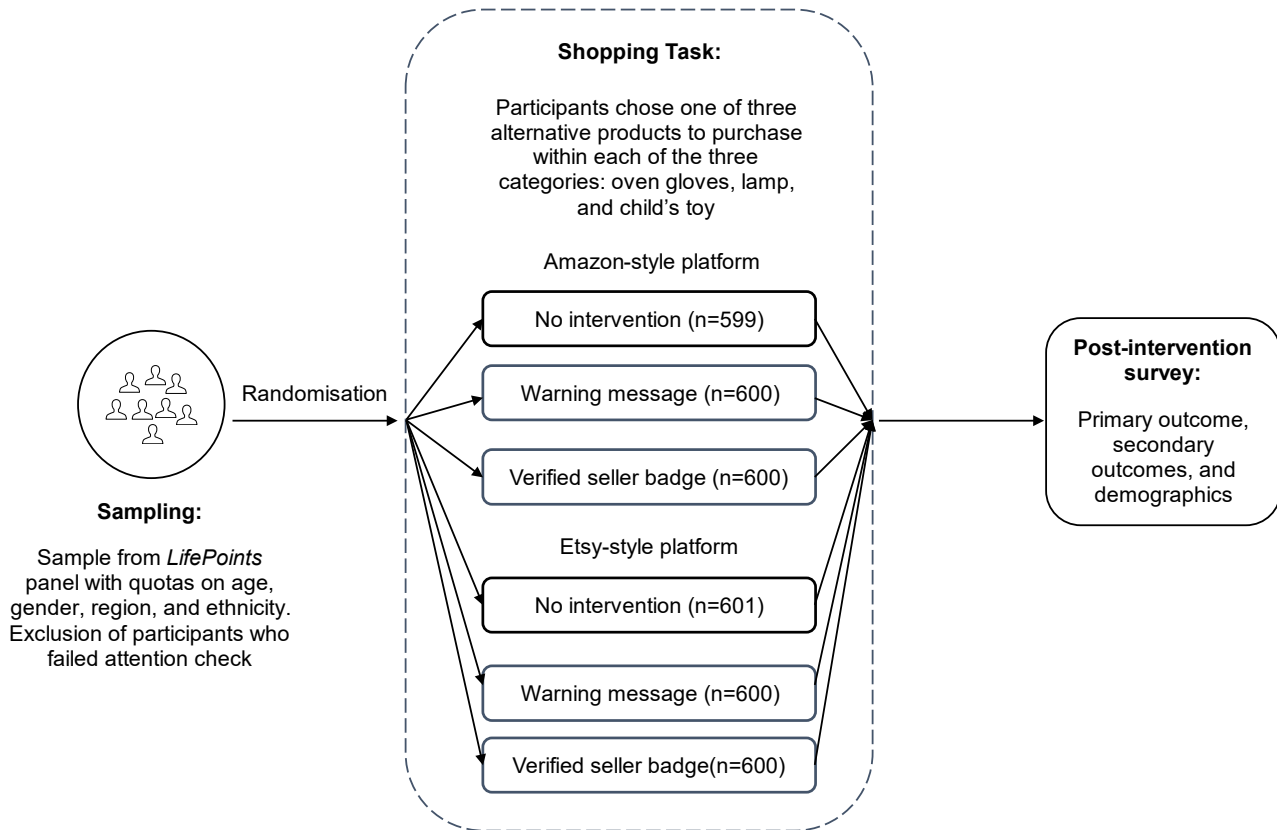 Shopping Task:
Participants chose one of three
alternative products to purchase
within each of the three
categories: oven gloves, lamp,
and child's toy
Amazon-style platform
No intervention (n=599)
Warning message (n=600)
Verified seller badge (n=600)
Etsy-style platform
No intervention (n=601)
Warning message (n=600)
Verified seller badge(n=600)
Randomisation
Sampling:
Sample from LifePoints
panel with quotas on age,
gender, region, and ethnicity.
Exclusion of participants who
failed attention check
Post-intervention
survey:
Primary outcome,
secondary
outcomes, and
demographics